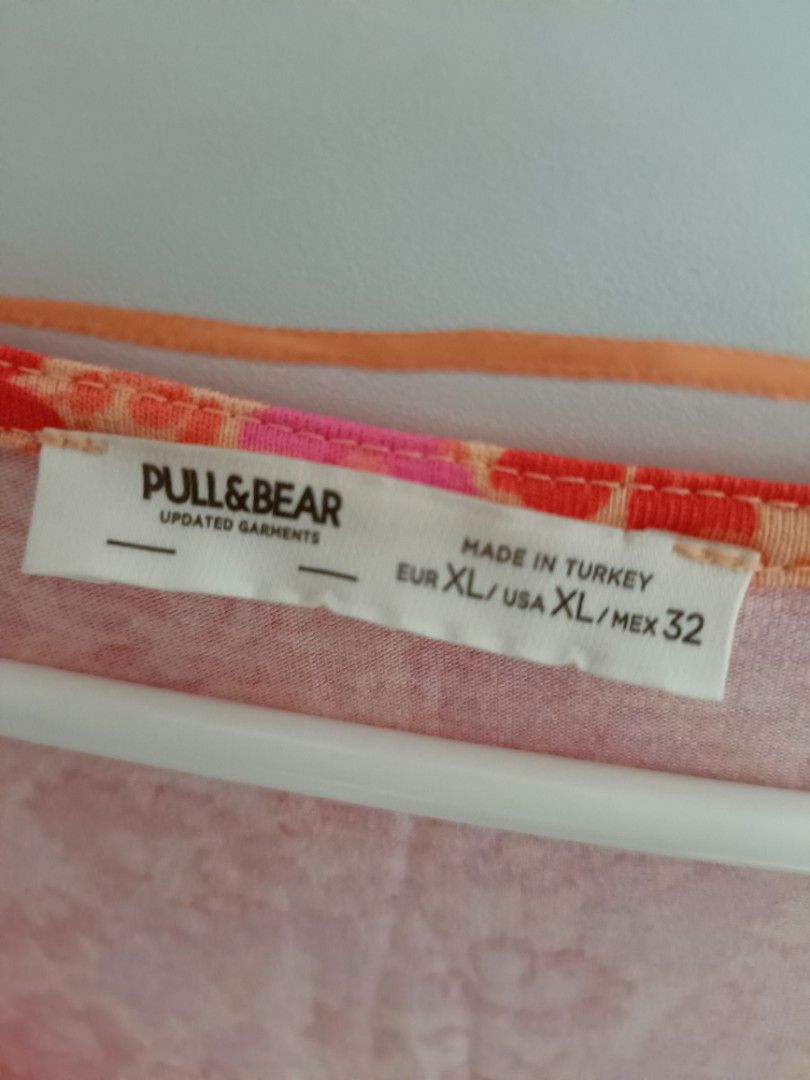 PULL&BEAR
UPDATED GARMENTS
MADE IN TURKEY
EUR XL/ USA XL/ MEX 32